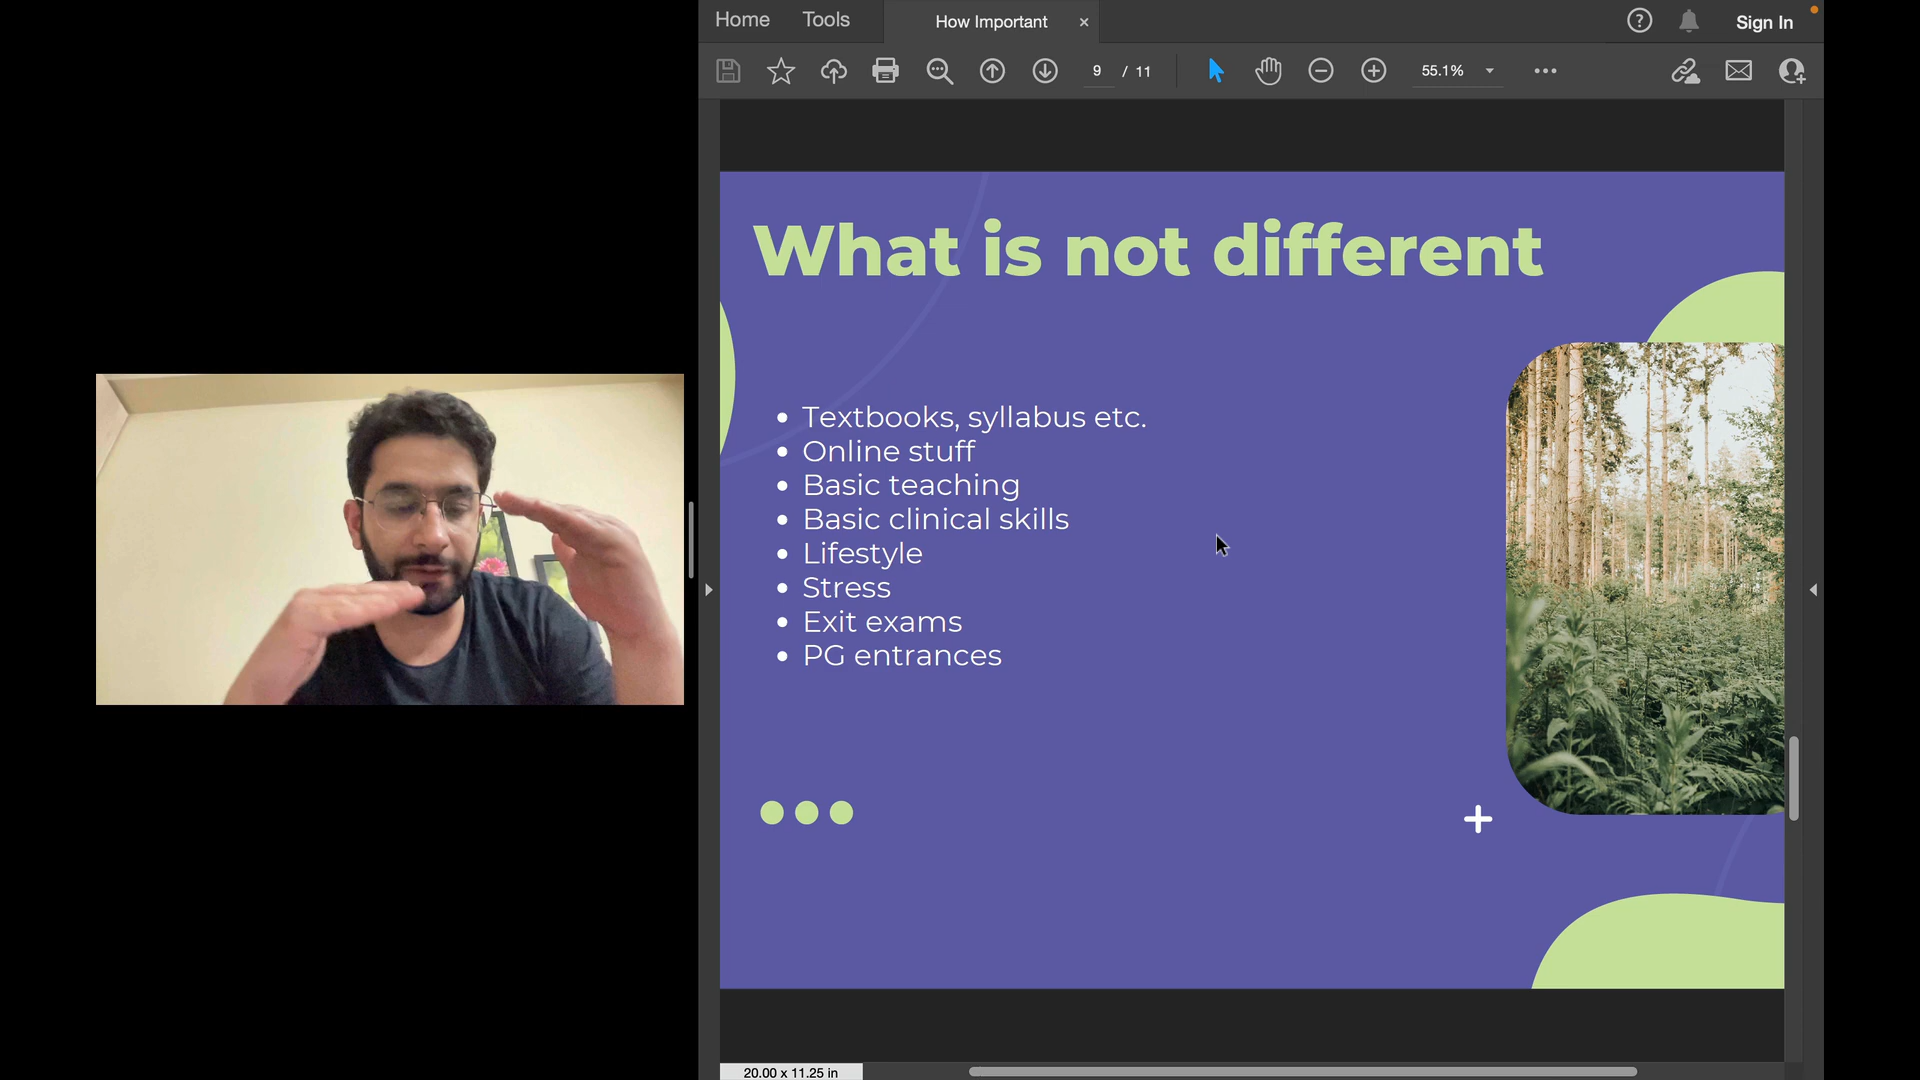 Home Tools How Important × Sign In
9 / 11 55.1%
What is not different
• Textbooks, syllabus etc.
• Online stuff
• Basic teaching
• Basic clinical skills
• Lifestyle
• Stress
• Exit exams
• PG entrances
20.00 x 11.25 in